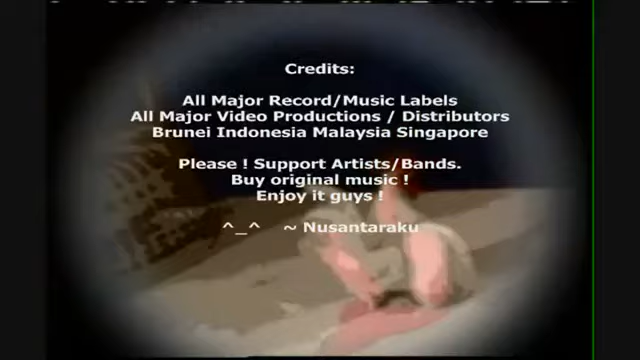 Credits:
All Major Record/Music Labels
All Major Video Productions / Distributors
Brunei Indonesia Malaysia Singapore
Please ! Support Artists/Bands.
Buy original music !
Enjoy it guys !
^_^ ~ Nusantaraku